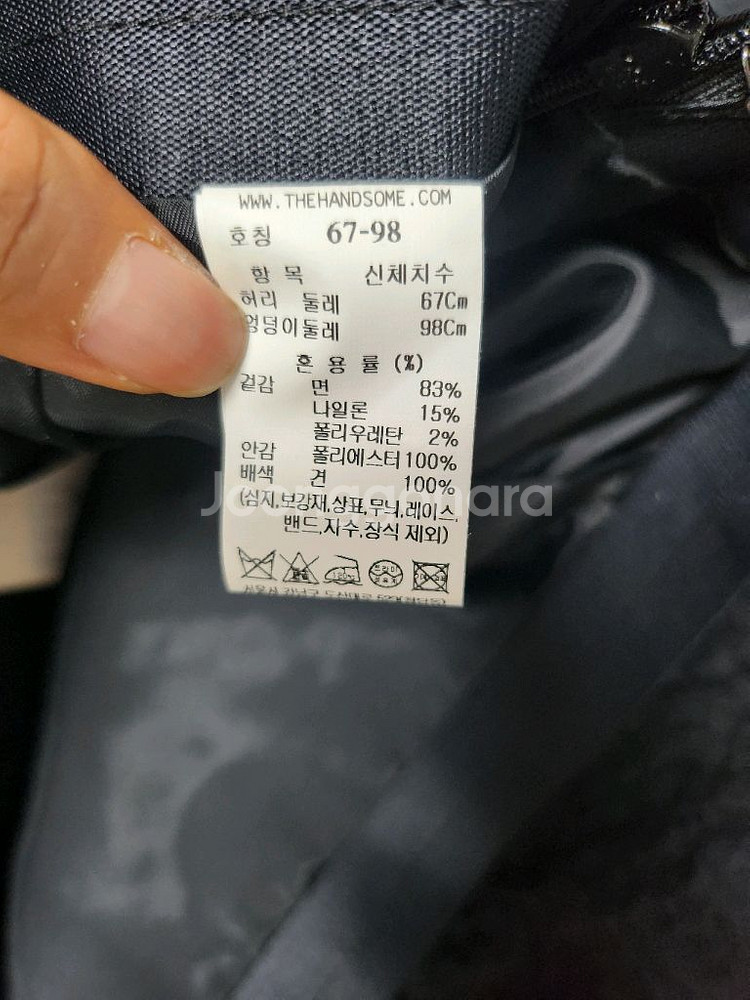 WWW.THEHANDSOME.COM
호칭 67-98
항 목 신체치수
허리 둘레 67Cm
엉덩이둘레 98Cm
혼 용 률 (%)
겉감 면 83%
나일론 15%
폴리우레탄 2%
안감 폴리에스터 100%
배색 견 100%
(심지,보강재,상표,무늬,레이스,
밴드,자수,장식 제외)
Joonggonara